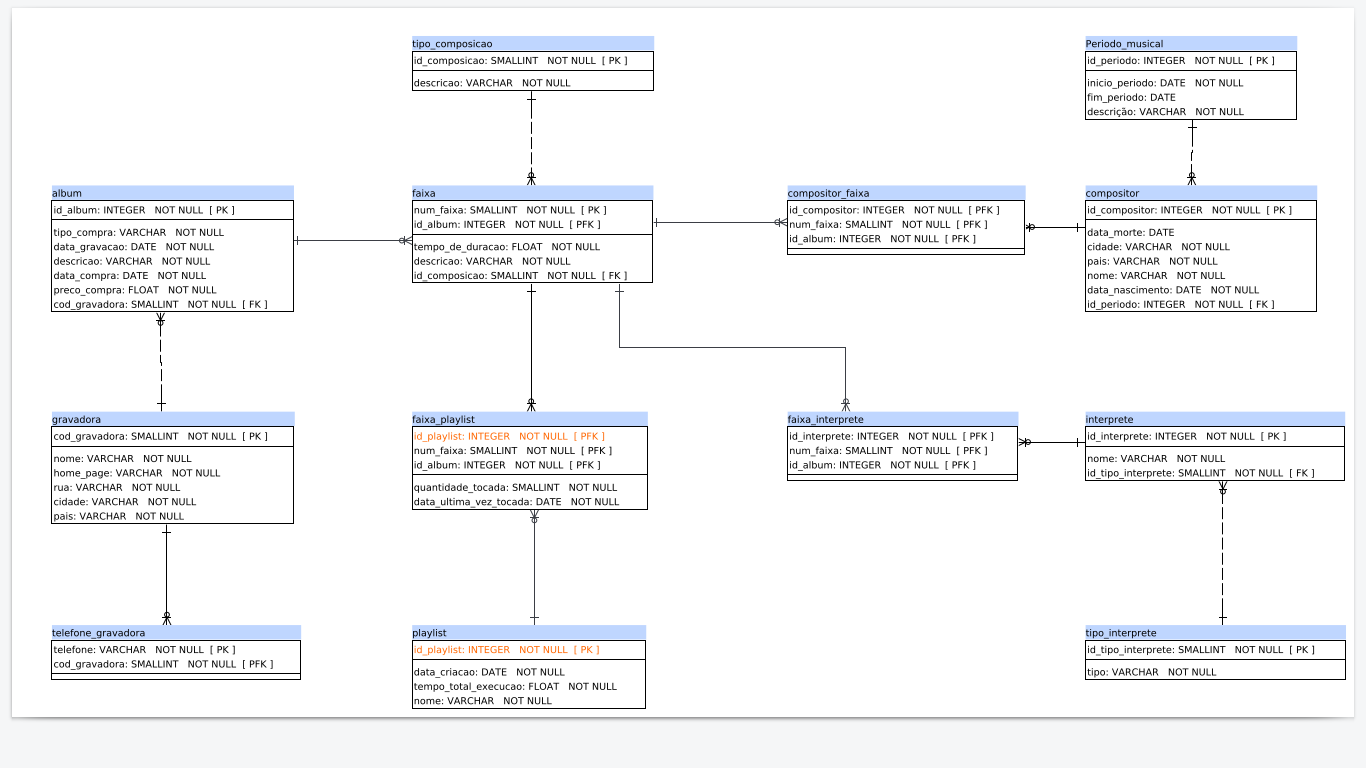 tipo_composicao
id_composicao: SMALLINT NOT NULL [ PK ]
descricao: VARCHAR NOT NULL
Periodo_musical
id_periodo: INTEGER NOT NULL [ PK ]
inicio_periodo: DATE NOT NULL
fim_periodo: DATE
descrição: VARCHAR NOT NULL
album
id_album: INTEGER NOT NULL [ PK ]
tipo_compra: VARCHAR NOT NULL
data_gravacao: DATE NOT NULL
descricao: VARCHAR NOT NULL
data_compra: DATE NOT NULL
preco_compra: FLOAT NOT NULL
cod_gravadora: SMALLINT NOT NULL [ FK ]
faixa
num_faixa: SMALLINT NOT NULL [ PK ]
id_album: INTEGER NOT NULL [ PFK ]
tempo_de_duracao: FLOAT NOT NULL
descricao: VARCHAR NOT NULL
id_composicao: SMALLINT NOT NULL [ FK ]
compositor_faixa
id_compositor: INTEGER NOT NULL [ PFK ]
num_faixa: SMALLINT NOT NULL [ PFK ]
id_album: INTEGER NOT NULL [ PFK ]
compositor
id_compositor: INTEGER NOT NULL [ PK ]
data_morte: DATE
cidade: VARCHAR NOT NULL
pais: VARCHAR NOT NULL
nome: VARCHAR NOT NULL
data_nascimento: DATE NOT NULL
id_periodo: INTEGER NOT NULL [ FK ]
gravadora
cod_gravadora: SMALLINT NOT NULL [ PK ]
nome: VARCHAR NOT NULL
home_page: VARCHAR NOT NULL
rua: VARCHAR NOT NULL
cidade: VARCHAR NOT NULL
pais: VARCHAR NOT NULL
faixa_playlist
id_playlist: INTEGER NOT NULL [ PFK ]
num_faixa: SMALLINT NOT NULL [ PFK ]
id_album: INTEGER NOT NULL [ PFK ]
quantidade_tocada: SMALLINT NOT NULL
data_ultima_vez_tocada: DATE NOT NULL
faixa_interprete
id_interprete: INTEGER NOT NULL [ PFK ]
num_faixa: SMALLINT NOT NULL [ PFK ]
id_album: INTEGER NOT NULL [ PFK ]
interprete
id_interprete: INTEGER NOT NULL [ PK ]
nome: VARCHAR NOT NULL
id_tipo_interprete: SMALLINT NOT NULL [ FK ]
telefone_gravadora
telefone: VARCHAR NOT NULL [ PK ]
cod_gravadora: SMALLINT NOT NULL [ PFK ]
playlist
id_playlist: INTEGER NOT NULL [ PK ]
data_criacao: DATE NOT NULL
tempo_total_execucao: FLOAT NOT NULL
nome: VARCHAR NOT NULL
tipo_interprete
id_tipo_interprete: SMALLINT NOT NULL [ PK ]
tipo: VARCHAR NOT NULL